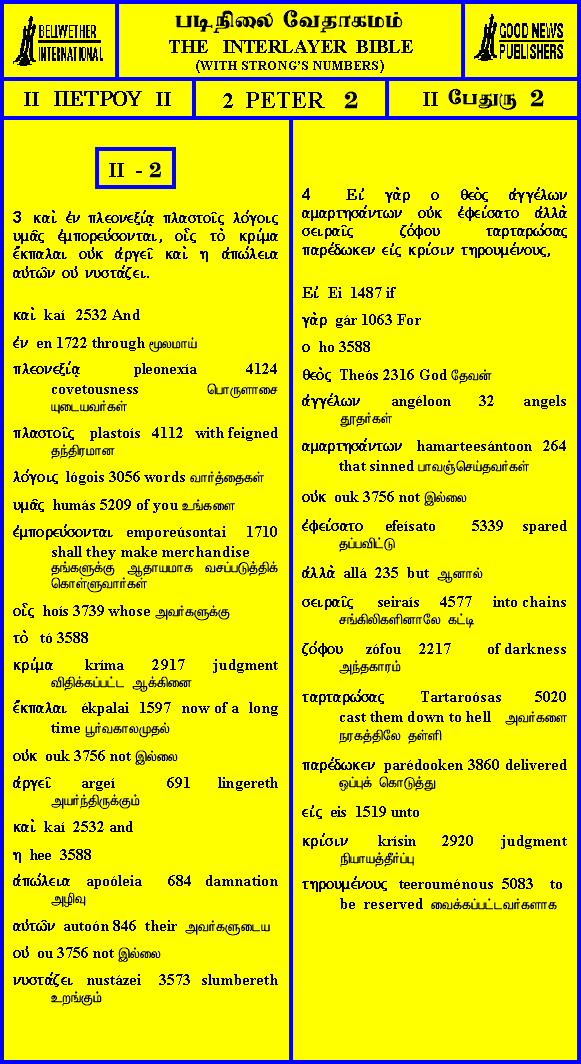 BELLWETHER
INTERNATIONAL
படிநிலை வேதாகமம்
THE INTERLAYER BIBLE
(WITH STRONG'S NUMBERS)
GOOD NEWS
PUBLISHERS
II ΠΕΤΡΟΥ II
2 PETER 2
II பேதுரு 2
II - 2
3 καὶ ἐν πλεονεξίᾳ πλαστοῖς λόγοις
υμᾶς ἐμπορεύσονται, οἷς τὸ κρίμα
ἔκπαλαι οὐκ ἀργεῖ καὶ η ἀπώλεια
αὐτῶν οὐ νυστάζει.
καὶ kaí 2532 And
ἐν en 1722 through மூலமாய்
πλεονεξίᾳ pleonexía 4124
covetousness பொருளாசை
யுடையவர்கள்
πλαστοῖς plastoís 4112 with feigned
தந்திரமான
λόγοις lógois 3056 words வார்த்தைகள்
υμᾶς humás 5209 of you உங்களை
ἐμπορεύσονται emporeúsontai 1710
shall they make merchandise
தங்களுக்கு ஆதாயமாக வசப்படுத்திக்
கொள்ளுவார்கள்
οἷς hoís 3739 whose அவர்களுக்கு
τὸ tó 3588
κρίμα kríma 2917 judgment
விதிக்கப்பட்ட ஆக்கினை
ἔκπαλαι ékpalai 1597 now of a long
time பூர்வகாலமுதல்
οὐκ ouk 3756 not இல்லை
ἀργεῖ argeí 691 lingereth
அயர்ந்திருக்கும்
καὶ kaí 2532 and
η hee 3588
ἀπώλεια apoóleia 684 damnation
அழிவு
αὐτῶν autoón 846 their அவர்களுடைய
οὐ ou 3756 not இல்லை
νυστάζει nustázei 3573 slumbereth
உறங்கும்
4 Εἰ γὰρ ο θεὸς ἀγγέλων
αμαρτησάντων οὐκ ἐφείσατο ἀλλὰ
σειραῖς ζόφου ταρταρώσας
παρέδωκεν εἰς κρίσιν τηρουμένους,
Εἰ Ei 1487 if
γὰρ gár 1063 For
ο ho 3588
θεὸς Theós 2316 God தேவன்
ἀγγέλων angéloon 32 angels
தூதர்கள்
αμαρτησάντων hamarteesántoon 264
that sinned பாவஞ்செய்தவர்கள்
οὐκ ouk 3756 not இல்லை
ἐφείσατο efeísato 5339 spared
தப்பவிட்டு
ἀλλὰ allá 235 but ஆனால்
σειραῖς seiraís 4577 into chains
சங்கிலிகளினாலே கட்டி
ζόφου zófou 2217 of darkness
அந்தகாரம்
ταρταρώσας Tartaroósas 5020
cast them down to hell அவர்களை
நரகத்திலே தள்ளி
παρέδωκεν parédooken 3860 delivered
ஒப்புக் கொடுத்து
εἰς eis 1519 unto
κρίσιν krísin 2920 judgment
நியாயத்தீர்ப்பு
τηρουμένους teerouménous 5083 to
be reserved வைக்கப்பட்டவர்களாக